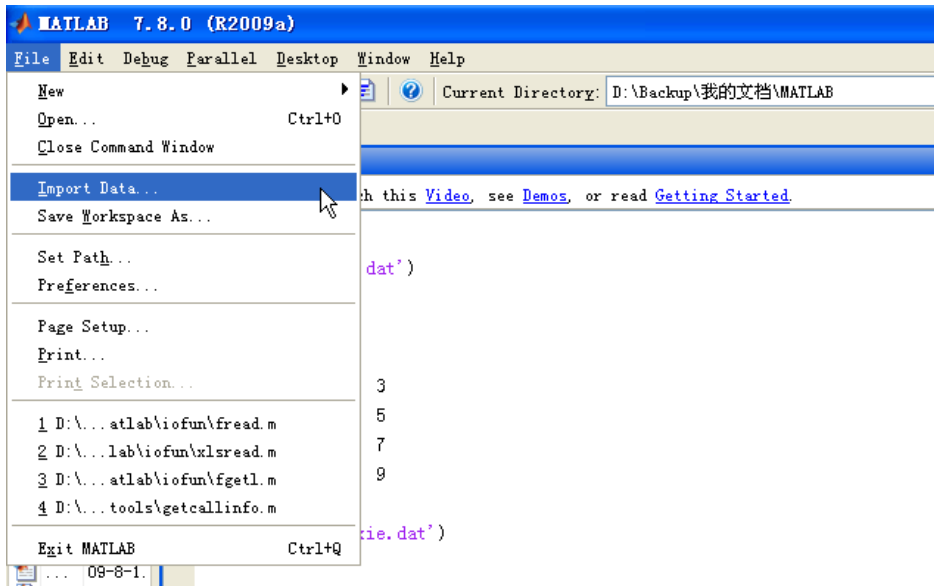 MATLAB 7.8.0 (R2009a)
File Edit Debug Parallel Desktop Window Help
New
Current Directory: D:\Backup\我的文档\MATLAB
Open... Ctrl+O
Close Command Window
Import Data...
this Video, see Demos, or read Getting Started.
Save Workspace As...
Set Path...
dat')
Preferences...
Page Setup...
Print...
Print Selection...
3
1 D:\...atlab\iofun\fread.m
5
2 D:\...lab\iofun\xlsread.m
7
3 D:\...atlab\iofun\fgetl.m
9
4 D:\...tools\getcallinfo.m
ie.dat')
Exit MATLAB Ctrl+Q
... 09-8-1.